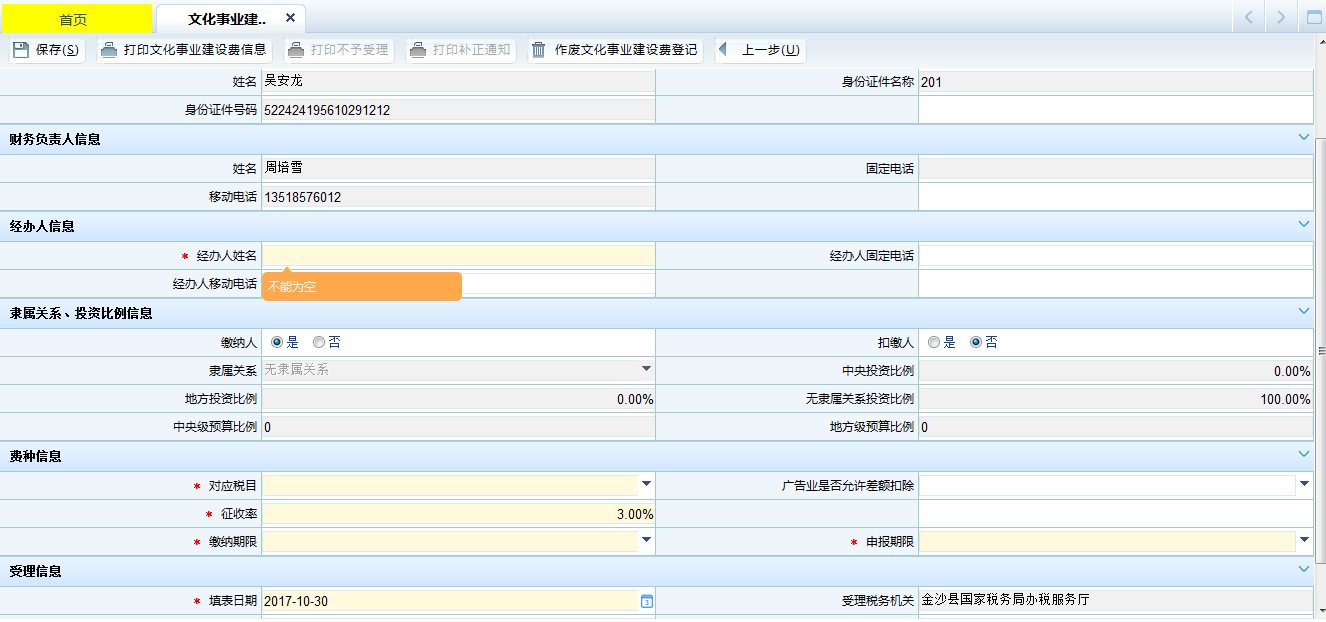 首页 文化事业建..
保存(S) 打印文化事业建设费信息 打印不予受理 打印补正通知 作废文化事业建设费登记 上一步(U)
姓名 吴安龙 身份证件名称 201
身份证件号码 522424195610291212
财务负责人信息
姓名 周培雪 固定电话
移动电话 13518576012
经办人信息
* 经办人姓名 经办人固定电话
经办人移动电话 不能为空
隶属关系、投资比例信息
缴纳人 是 否 扣缴人 是 否
隶属关系 无隶属关系 中央投资比例 0.00%
地方投资比例 0.00% 无隶属关系投资比例 100.00%
中央级预算比例 0 地方级预算比例 0
费种信息
* 对应税目 广告业是否允许差额扣除
* 征收率 3.00%
* 缴纳期限 * 申报期限
受理信息
* 填表日期 2017-10-30 受理税务机关 金沙县国家税务局办税服务厅